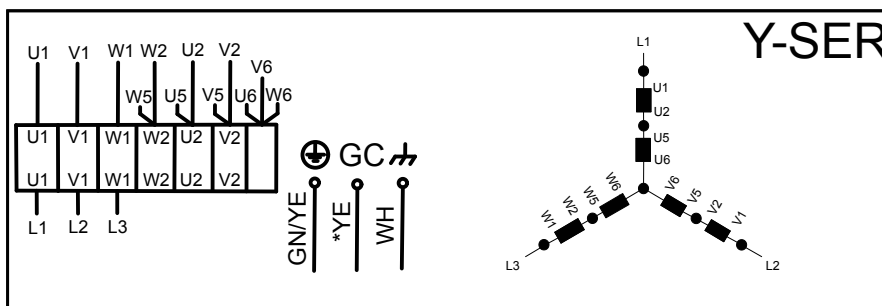 Y-SER
U1 V1 W1 W2 U2 V2 V6
W5 U5 V5 U6 W6
U1 V1 W1 W2 U2 V2
U1 V1 W1 W2 U2 V2
L1 L2 L3
GC
GN/YE *YE WH
L1
U1
U2
U5
U6
W1 W2 W5 W6 V6 V5 V2 V1
L3 L2